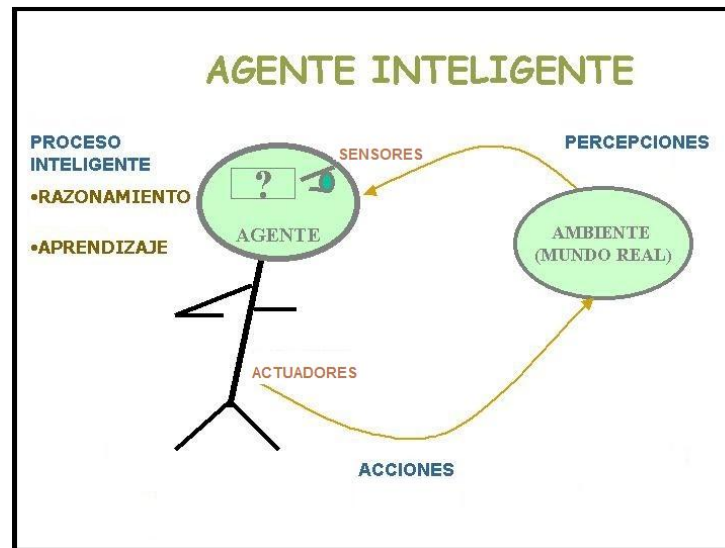 AGENTE INTELIGENTE
PROCESO
INTELIGENTE
•RAZONAMIENTO
•APRENDIZAJE
SENSORES
?
AGENTE
PERCEPCIONES
AMBIENTE
(MUNDO REAL)
ACTUADORES
ACCIONES